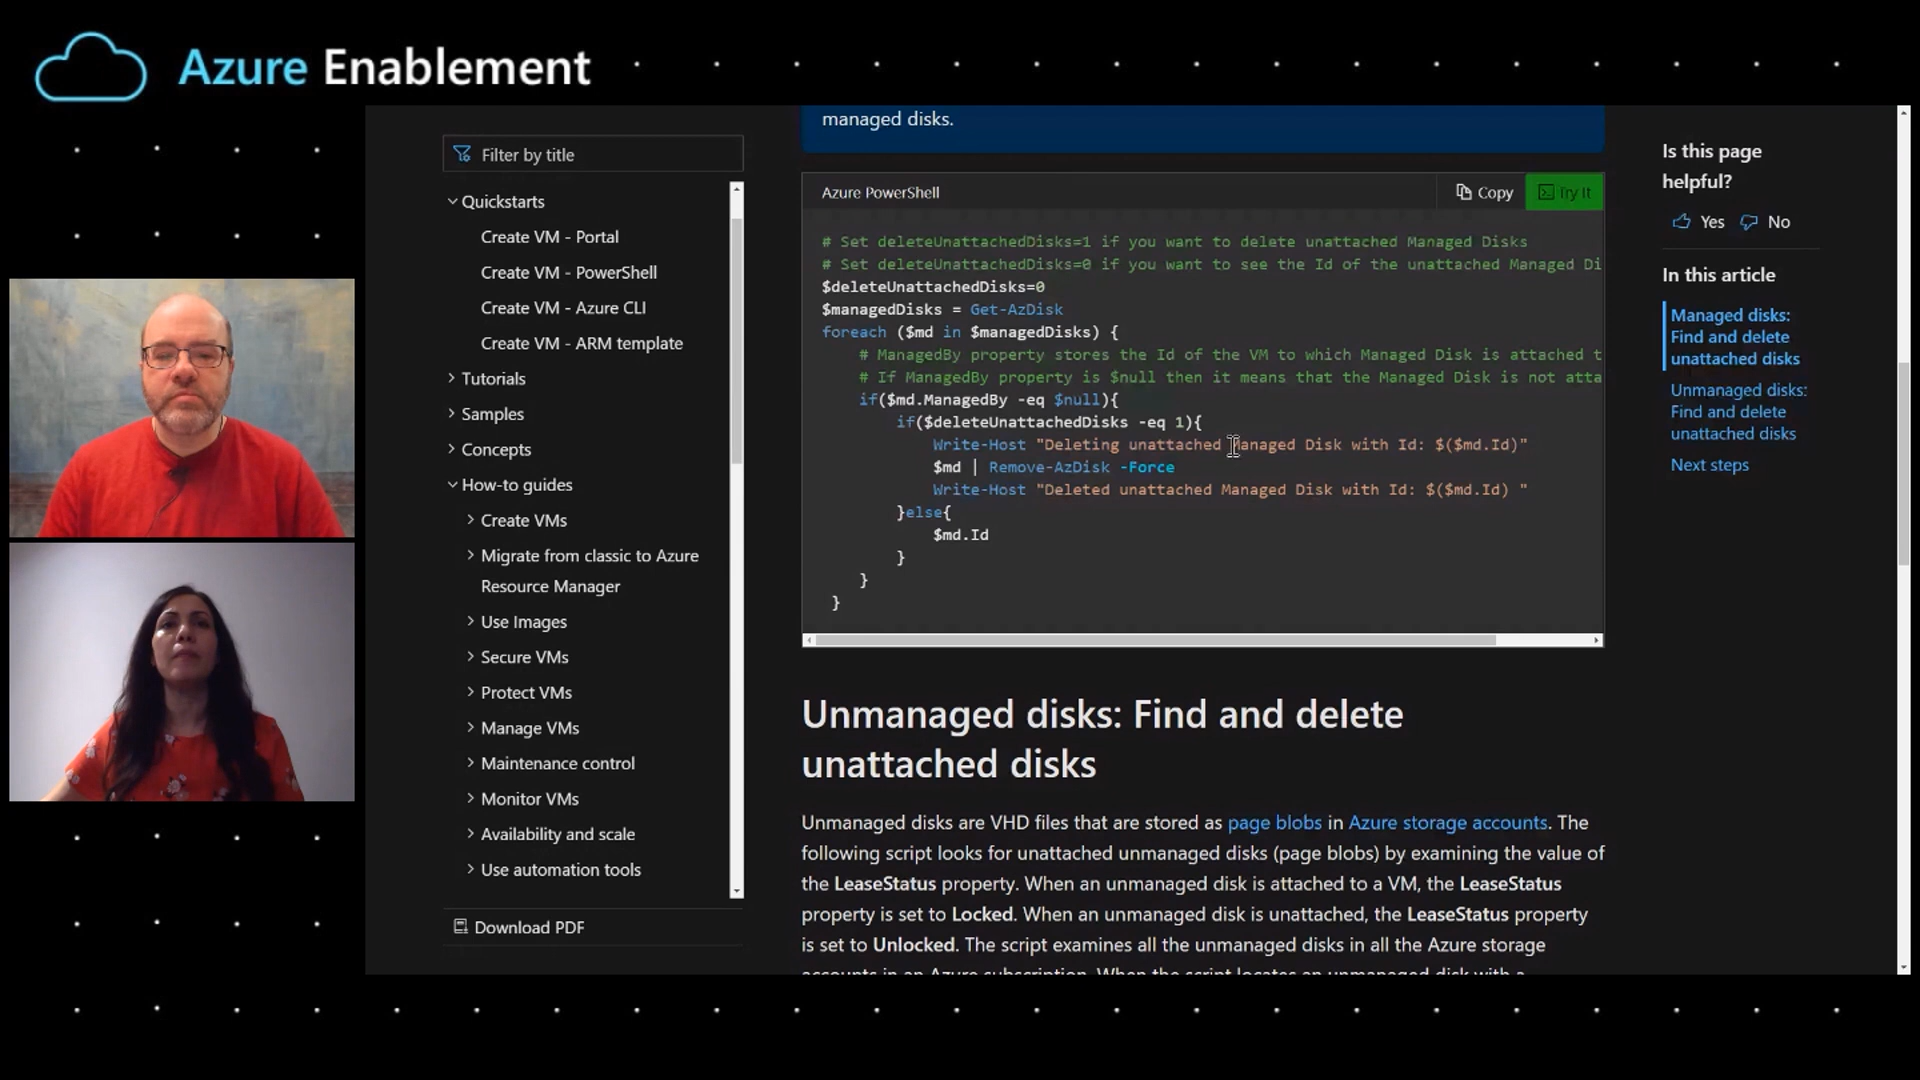 Azure Enablement
managed disks.
Filter by title
Quickstarts
Create VM - Portal
Create VM - PowerShell
Create VM - Azure CLI
Create VM - ARM template
Tutorials
Samples
Concepts
How-to guides
Create VMs
Migrate from classic to Azure
Resource Manager
Use Images
Secure VMs
Protect VMs
Manage VMs
Maintenance control
Monitor VMs
Availability and scale
Use automation tools
Download PDF
Azure PowerShell
Copy
Try It
# Set deleteUnattachedDisks=1 if you want to delete unattached Managed Disks
# Set deleteUnattachedDisks=0 if you want to see the Id of the unattached Managed Di
$deleteUnattachedDisks=0
$managedDisks = Get-AzDisk
foreach ($md in $managedDisks) {
# ManagedBy property stores the Id of the VM to which Managed Disk is attached t
# If ManagedBy property is $null then it means that the Managed Disk is not atta
if($md.ManagedBy -eq $null){
if($deleteUnattachedDisks -eq 1){
Write-Host "Deleting unattached Managed Disk with Id: $($md.Id)"
$md | Remove-AzDisk -Force
Write-Host "Deleted unattached Managed Disk with Id: $($md.Id) "
}else{
$md.Id
}
}
}
Unmanaged disks: Find and delete
unattached disks
Unmanaged disks are VHD files that are stored as page blobs in Azure storage accounts. The
following script looks for unattached unmanaged disks (page blobs) by examining the value of
the LeaseStatus property. When an unmanaged disk is attached to a VM, the LeaseStatus
property is set to Locked. When an unmanaged disk is unattached, the LeaseStatus property
is set to Unlocked. The script examines all the unmanaged disks in all the Azure storage
accounts in an Azure subscription. When the script locates an unmanaged disk with a
Is this page
helpful?
Yes
No
In this article
Managed disks:
Find and delete
unattached disks
Unmanaged disks:
Find and delete
unattached disks
Next steps